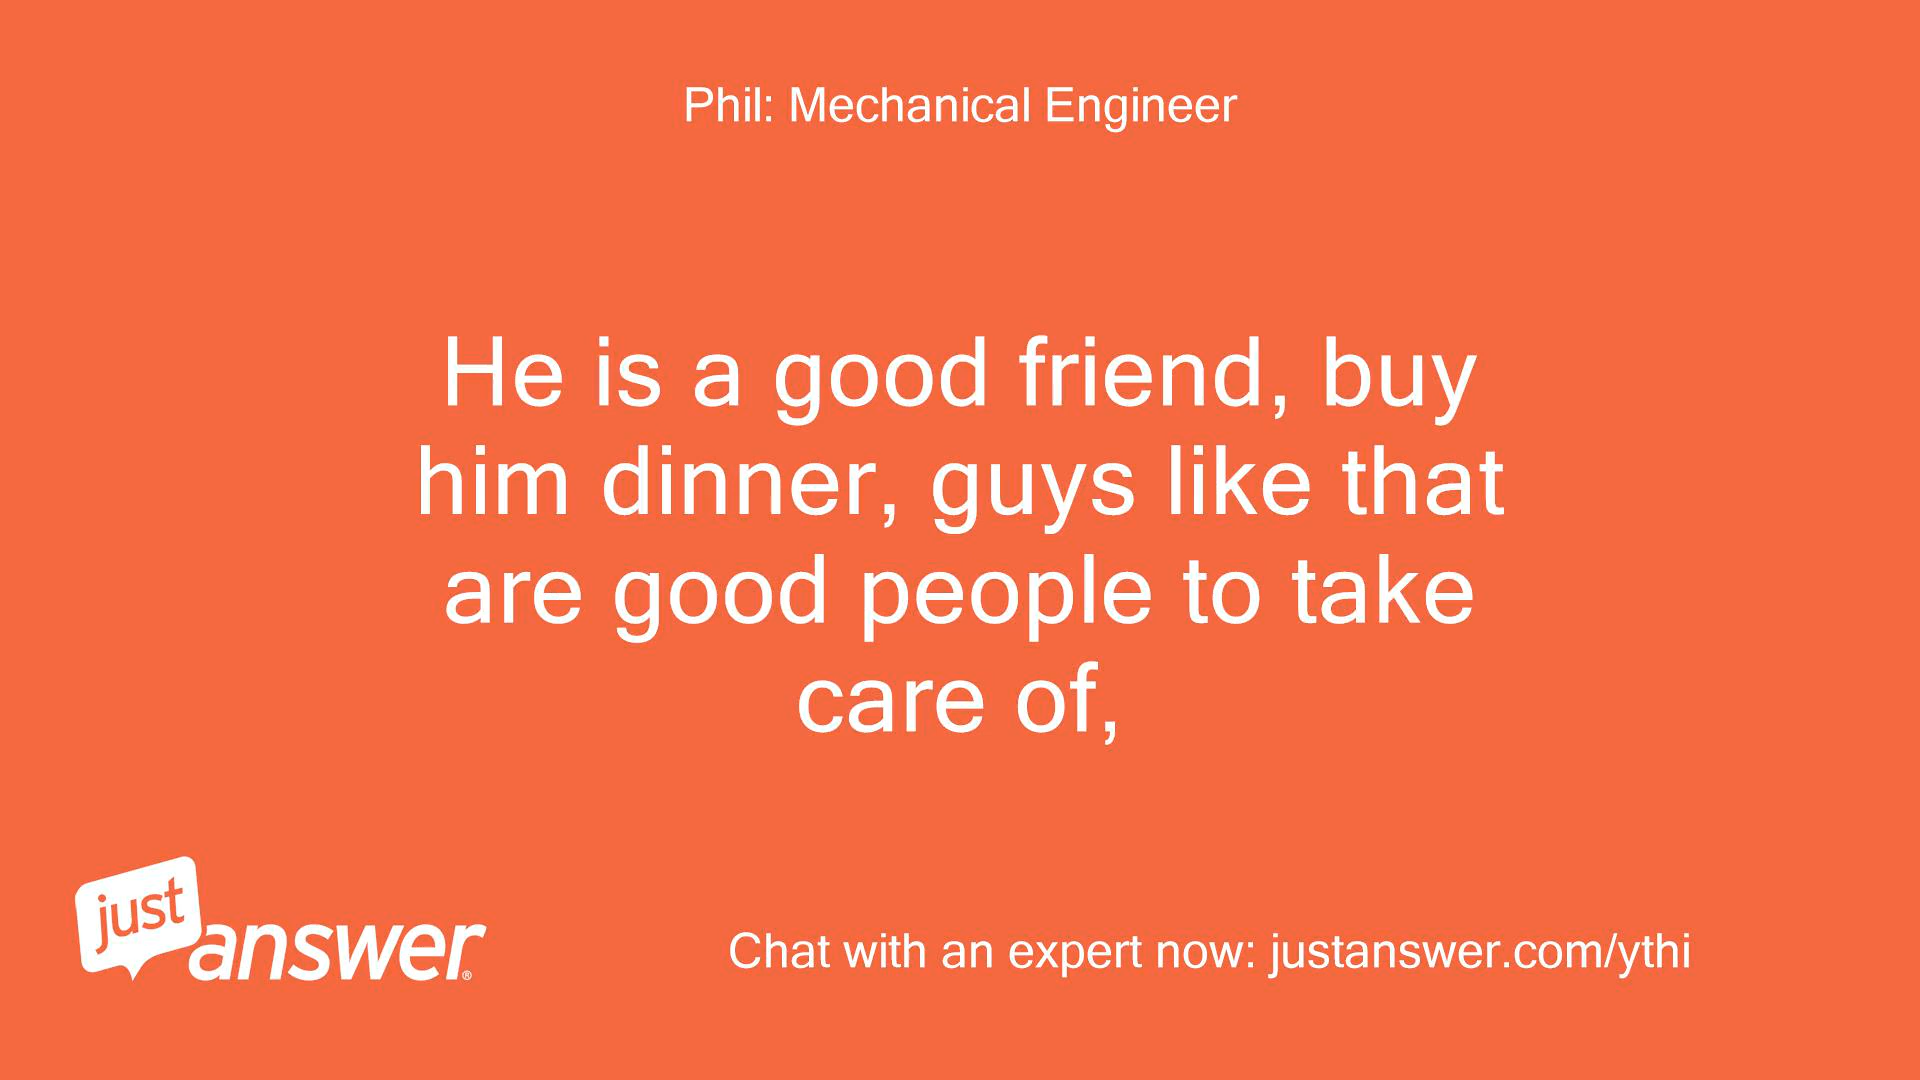 Phil: Mechanical Engineer
He is a good friend, buy
him dinner, guys like that
are good people to take
care of,
just
answer®
Chat with an expert now: justanswer.com/ythi